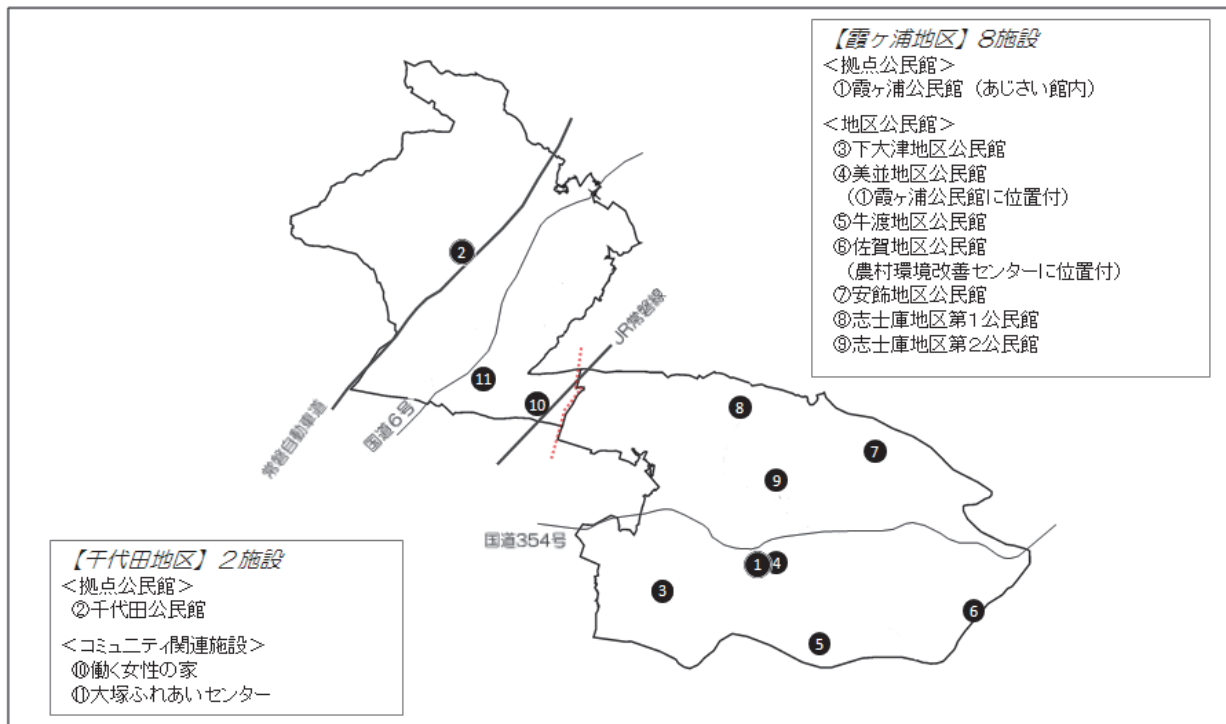 【霞ヶ浦地区】8施設
＜拠点公民館＞
①霞ヶ浦公民館（あじさい館内）
＜地区公民館＞
③下大津地区公民館
④美並地区公民館
（①霞ヶ浦公民館に位置付）
⑤牛渡地区公民館
⑥佐賀地区公民館
（農村環境改善センターに位置付）
⑦安飾地区公民館
⑧志士庫地区第1公民館
⑨志士庫地区第2公民館
2
JR常磐線
11
10
8
常磐自動車道
国道6号
7
9
国道354号
1
4
3
6
5
【千代田地区】2施設
＜拠点公民館＞
②千代田公民館
＜コミュニティ関連施設＞
⑩働く女性の家
⑪大塚ふれあいセンター